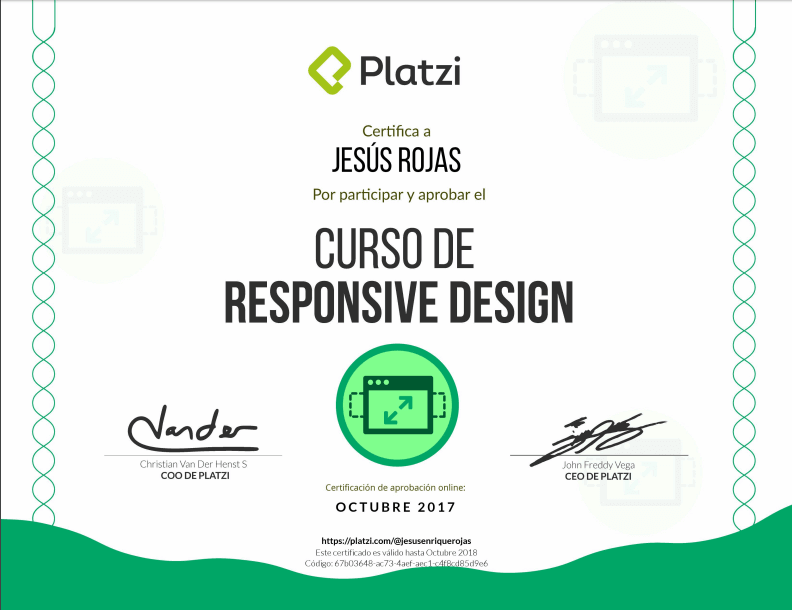 Platzi
Certifica a
JESÚS ROJAS
Por participar y aprobar el
CURSO DE
RESPONSIVE DESIGN
Vander
Christian Van Der Henst S
COO DE PLATZI
John Freddy Vega
CEO DE PLATZI
Certificación de aprobación online:
OCTUBRE 2017
https://platzi.com/@jesusenriquerojas
Este certificado es válido hasta Octubre 2018
Código: 67b03648-ac73-4aef-aec1-c4f8cd85d9e6